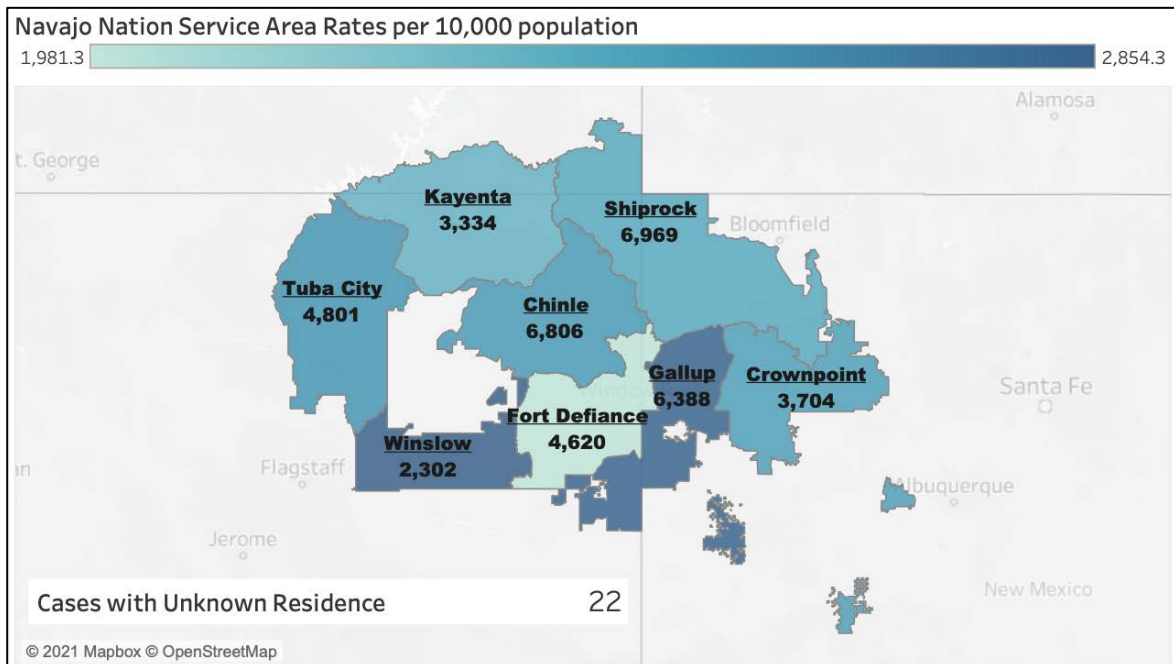 Navajo Nation Service Area Rates per 10,000 population
1,981.3
2,854.3
Alamosa
t. George
Kayenta
3,334
Shiprock
6,969
Bloomfield
Tuba City
4,801
Chinle
6,806
Gallup
6,388
Crownpoint
3,704
Santa Fe
Fort Defiance
4,620
Winslow
2,302
Flagstaff
an
Albuquerque
Jerome
New Mexico
Cases with Unknown Residence 22
© 2021 Mapbox © OpenStreetMap